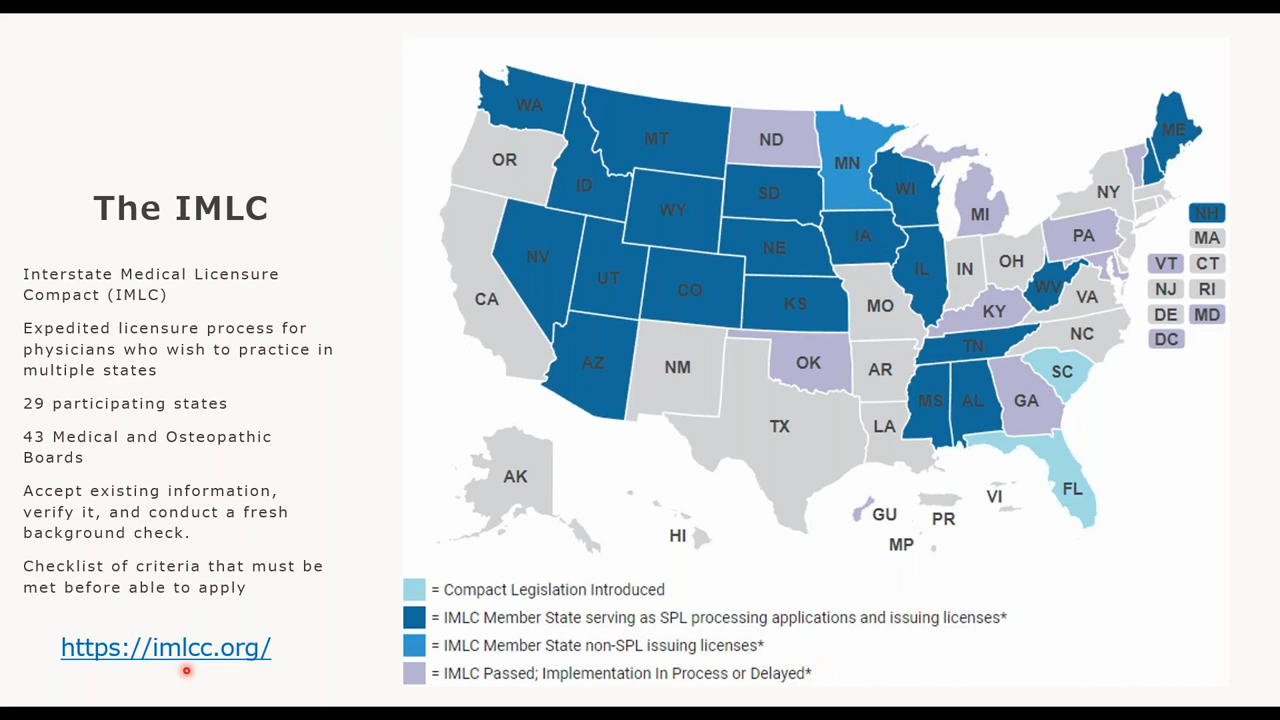 The IMLC
Interstate Medical Licensure
Compact (IMLC)
Expedited licensure process for
physicians who wish to practice in
multiple states
29 participating states
43 Medical and Osteopathic
Boards
Accept existing information,
verify it, and conduct a fresh
background check.
Checklist of criteria that must be
met before able to apply
https://imlcc.org/
WA
MT
ND
MN
OR
ID
WY
SD
WI
MI
NY
ME
NV
UT
CO
NE
IA
KS
IL
IN
OH
PA
WV
VA
KY
CA
MO
NC
TN
AZ
NM
OK
AR
SC
MS
AL
GA
TX
LA
FL
AK
HI
GU
PR
VI
MP
NH
MA
VT CT
NJ RI
DE MD
DC
= Compact Legislation Introduced
= IMLC Member State serving as SPL processing applications and issuing licenses*
= IMLC Member State non-SPL issuing licenses*
= IMLC Passed; Implementation In Process or Delayed*